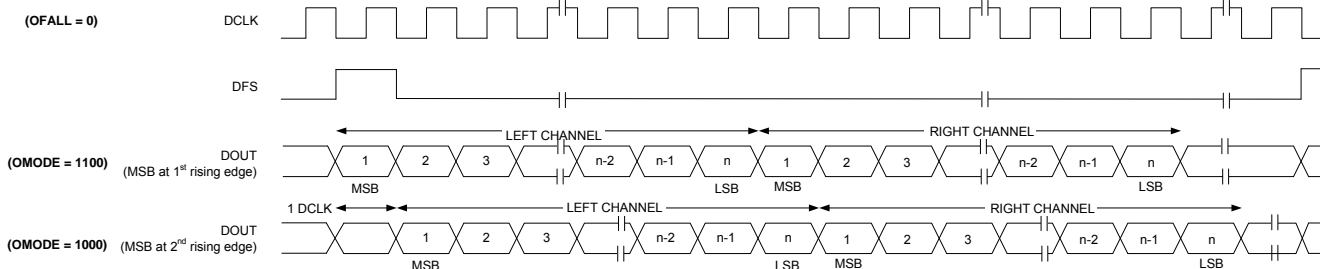 (OFALL = 0) DCLK
DFS
LEFT CHANNEL RIGHT CHANNEL
(OMODE = 1100) DOUT 1 2 3 n-2 n-1 n 1 2 3 n-2 n-1 n
(MSB at 1st rising edge)
MSB LSB MSB LSB
1 DCLK LEFT CHANNEL RIGHT CHANNEL
(OMODE = 1000) DOUT 1 2 3 n-2 n-1 n 1 2 3 n-2 n-1 n
(MSB at 2nd rising edge)
MSB LSB MSB LSB